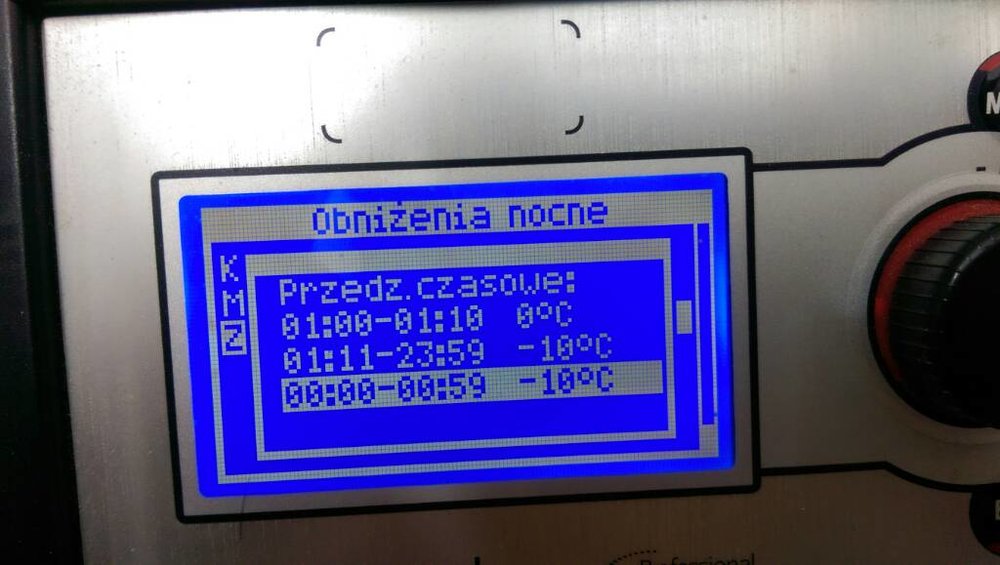 Obniżenia nocne
K
M
Z
Przedz.czasowe:
01:00-01:10 0°C
01:11-23:59 -10°C
00:00-00:59 -10°C
M
Professional